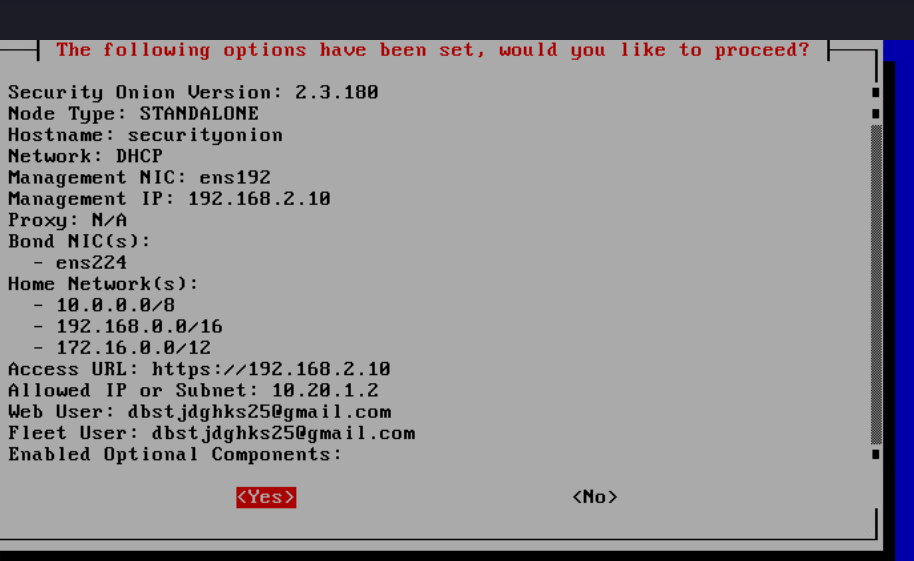 The following options have been set, would you like to proceed?
Security Onion Version: 2.3.180
Node Type: STANDALONE
Hostname: securityonion
Network: DHCP
Management NIC: ens192
Management IP: 192.168.2.10
Proxy: N/A
Bond NIC(s):
- ens224
Home Network(s):
- 10.0.0.0/8
- 192.168.0.0/16
- 172.16.0.0/12
Access URL: https://192.168.2.10
Allowed IP or Subnet: 10.20.1.2
Web User: dbstjdghks25@gmail.com
Fleet User: dbstjdghks25@gmail.com
Enabled Optional Components:
<Yes> <No>